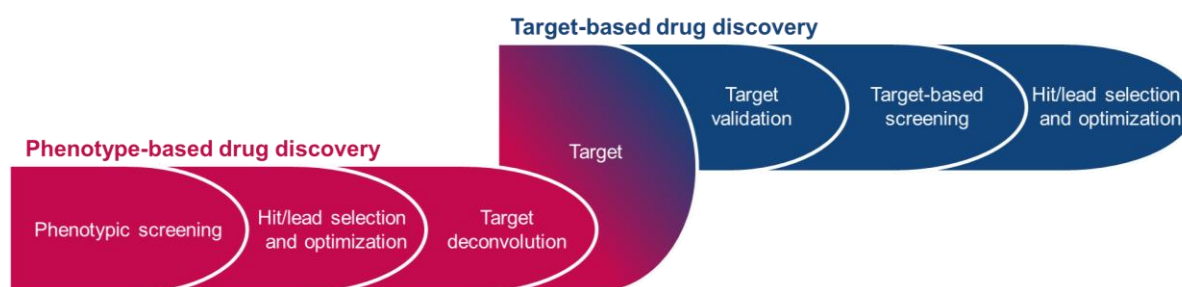 Target-based drug discovery
Target
validation
Target-based
screening
Hit/lead selection
and optimization
Target
Phenotype-based drug discovery
Phenotypic screening
Hit/lead selection
and optimization
Target
deconvolution